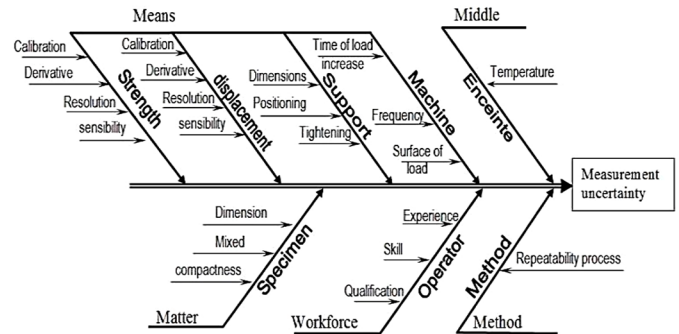 Means
Middle
Calibration
Derivative
Resolution
sensibility
Strength
Calibration
Derivative
Resolution
sensibility
displacement
Dimensions
Positioning
Tightening
Support
Time of load
increase
Frequency
Surface of
load
Machine
Temperature
Enceinte
Measurement
uncertainty
Dimension
Mixed
compactness
Specimen
Experience
Skill
Qualification
Operator
Repeatability process
Method
Matter
Workforce
Method